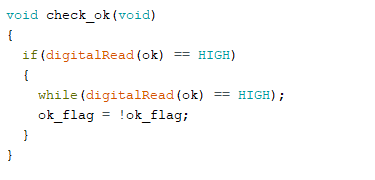 void check_ok(void)
{
  if(digitalRead(ok) == HIGH)
  {
    while(digitalRead(ok) == HIGH);
    ok_flag = !ok_flag;
  }
}